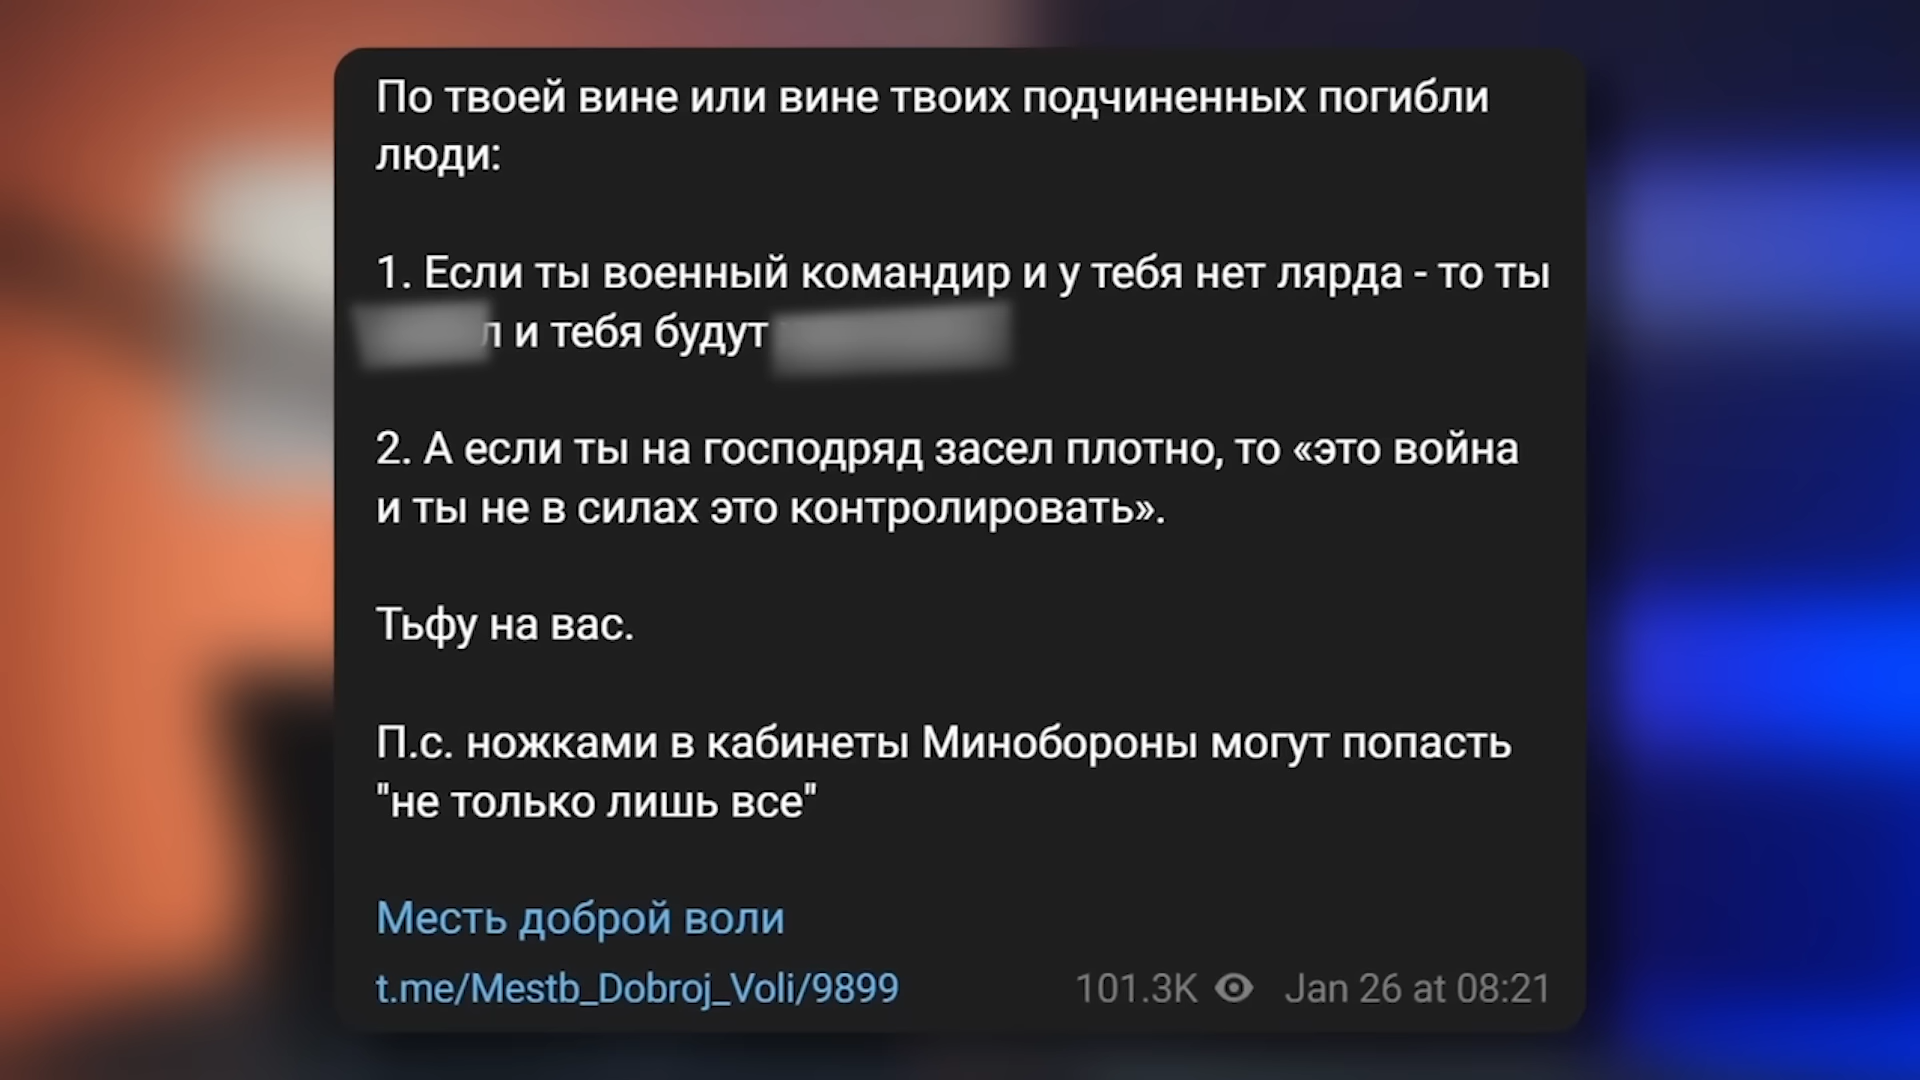 По твоей вине или вине твоих подчиненных погибли
люди:
1. Если ты военный командир и у тебя нет лярда - то ты
л и тебя будут
2. А если ты на господряд засел плотно, то «это война
и ты не в силах это контролировать».
Тьфу на вас.
П.с. ножками в кабинеты Минобороны могут попасть
"не только лишь все"
Месть доброй воли
t.me/Mestb_Dobroj_Voli/9899 101.3K Jan 26 at 08:21